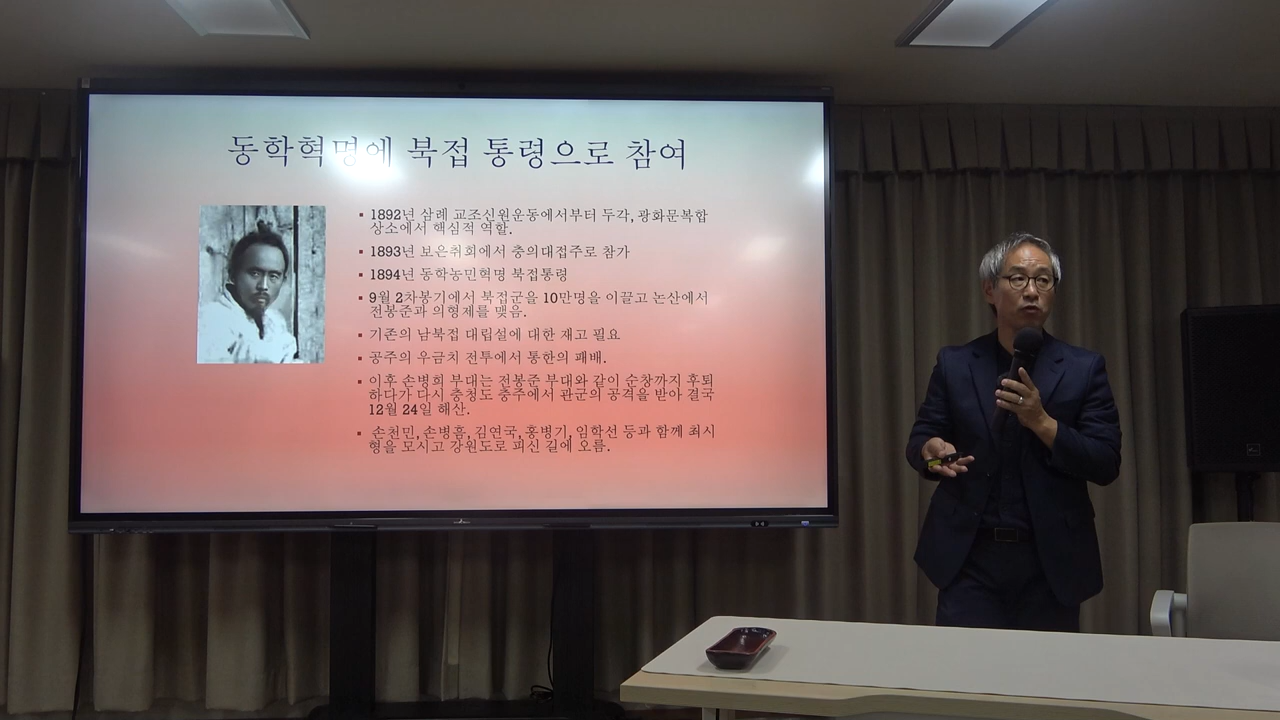 동학혁명에 북접 통령으로 참여
▪ 1892년 삼례 교조신원운동에서부터 두각, 광화문복합
상소에서 핵심적 역할.
▪ 1893년 보은취회에서 충의대접주로 참가
▪ 1894년 동학농민혁명 북접통령
▪ 9월 2차봉기에서 북접군을 10만명을 이끌고 논산에서
전봉준과 의형제를 맺음.
▪ 기존의 남북접 대립설에 대한 재고 필요
▪ 공주의 우금치 전투에서 통한의 패배.
▪ 이후 손병희 부대는 전봉준 부대와 같이 순창까지 후퇴
하다가 다시 충청도 충주에서 관군의 공격을 받아 결국
12월 24일 해산.
▪ 손천민, 손병흠, 김연국, 홍병기, 임학선 등과 함께 최시
형을 모시고 강원도로 피신 길에 오름.